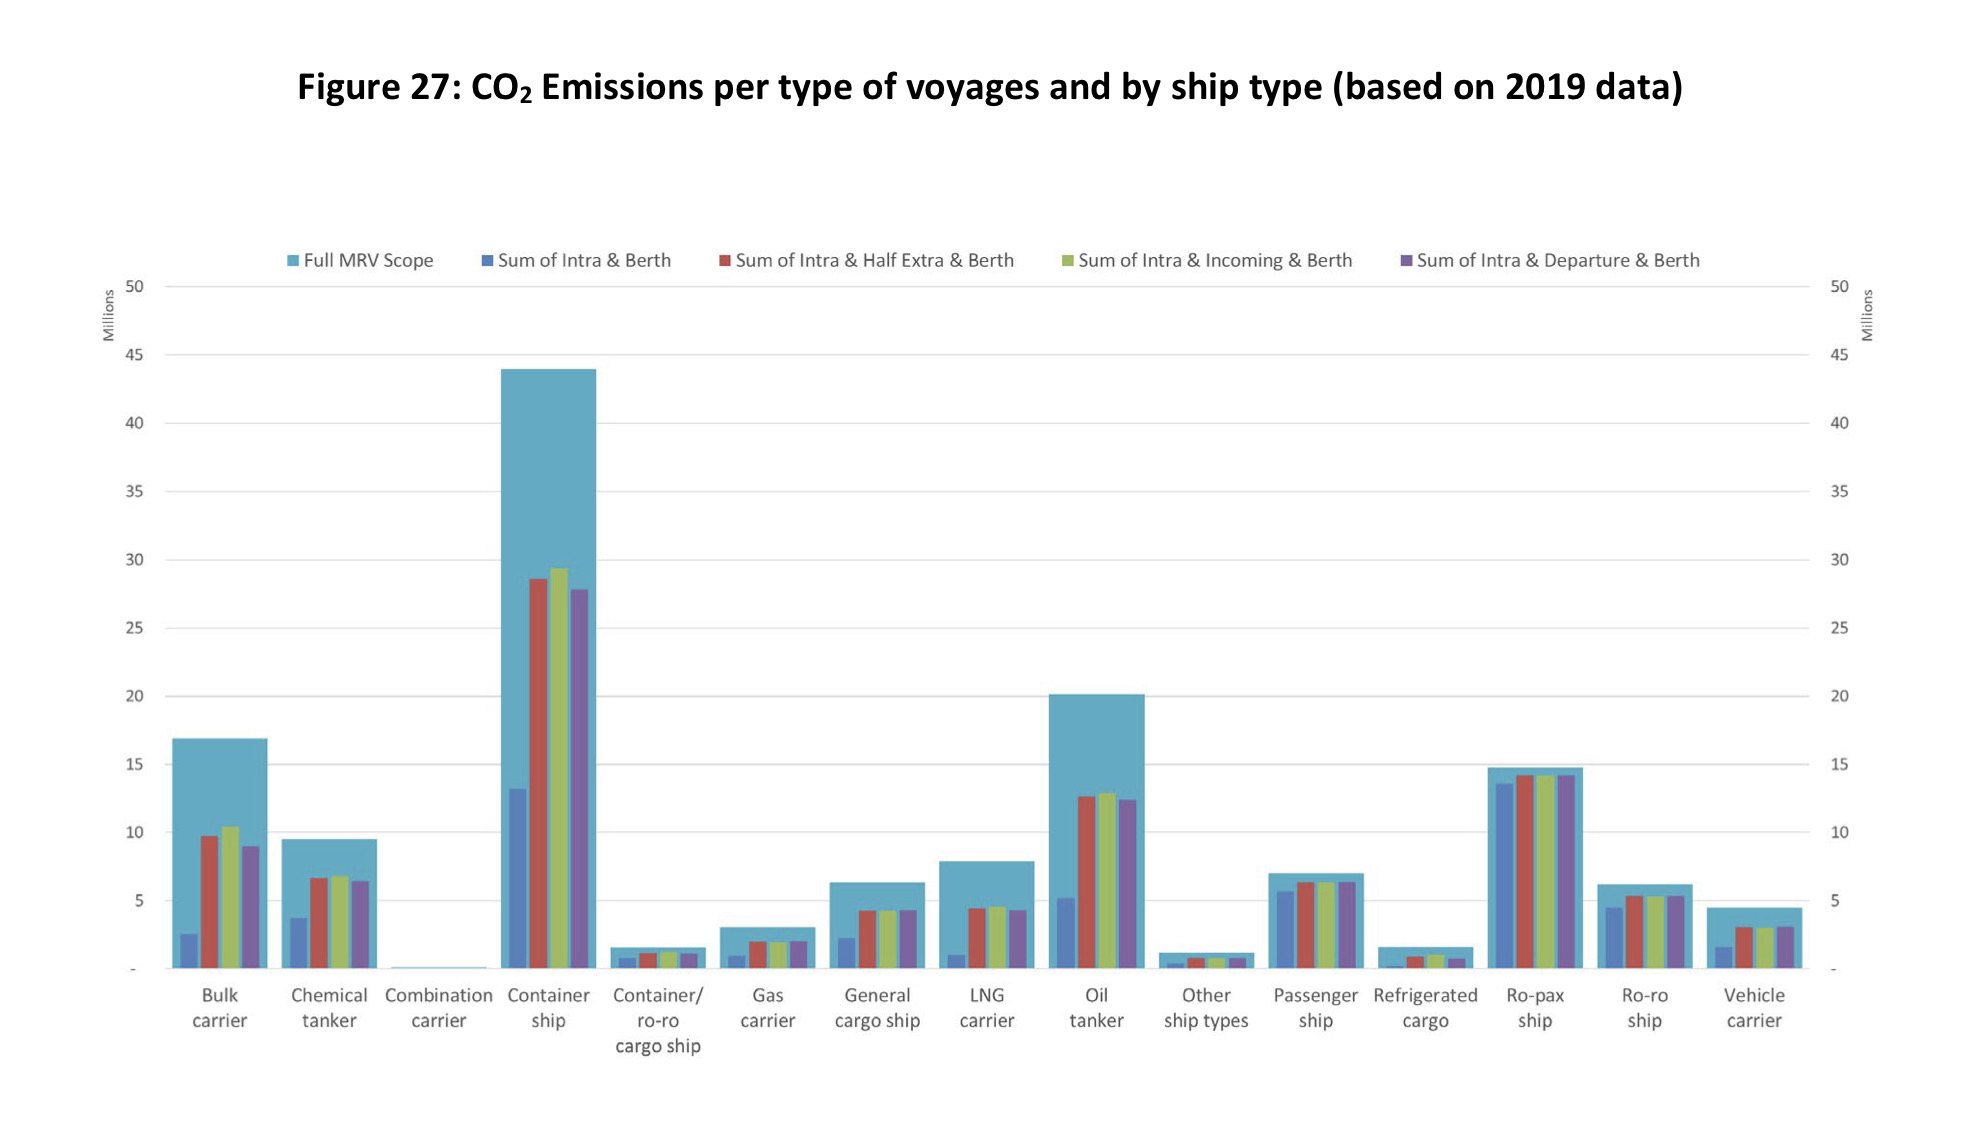 Figure 27: CO₂ Emissions per type of voyages and by ship type (based on 2019 data)
Full MRV Scope Sum of Intra & Berth Sum of Intra & Half Extra & Berth Sum of Intra & Incoming & Berth Sum of Intra & Departure & Berth
Millions
50 50
Millions
45 45
40 40
35 35
30 30
25 25
20 20
15 15
10 10
5 5
- -
Bulk carrier
Chemical tanker
Combination carrier
Container ship
Container/ ro-ro cargo ship
Gas carrier
General cargo ship
LNG carrier
Oil tanker
Other ship types
Passenger ship
Refrigerated cargo
Ro-pax ship
Ro-ro ship
Vehicle carrier